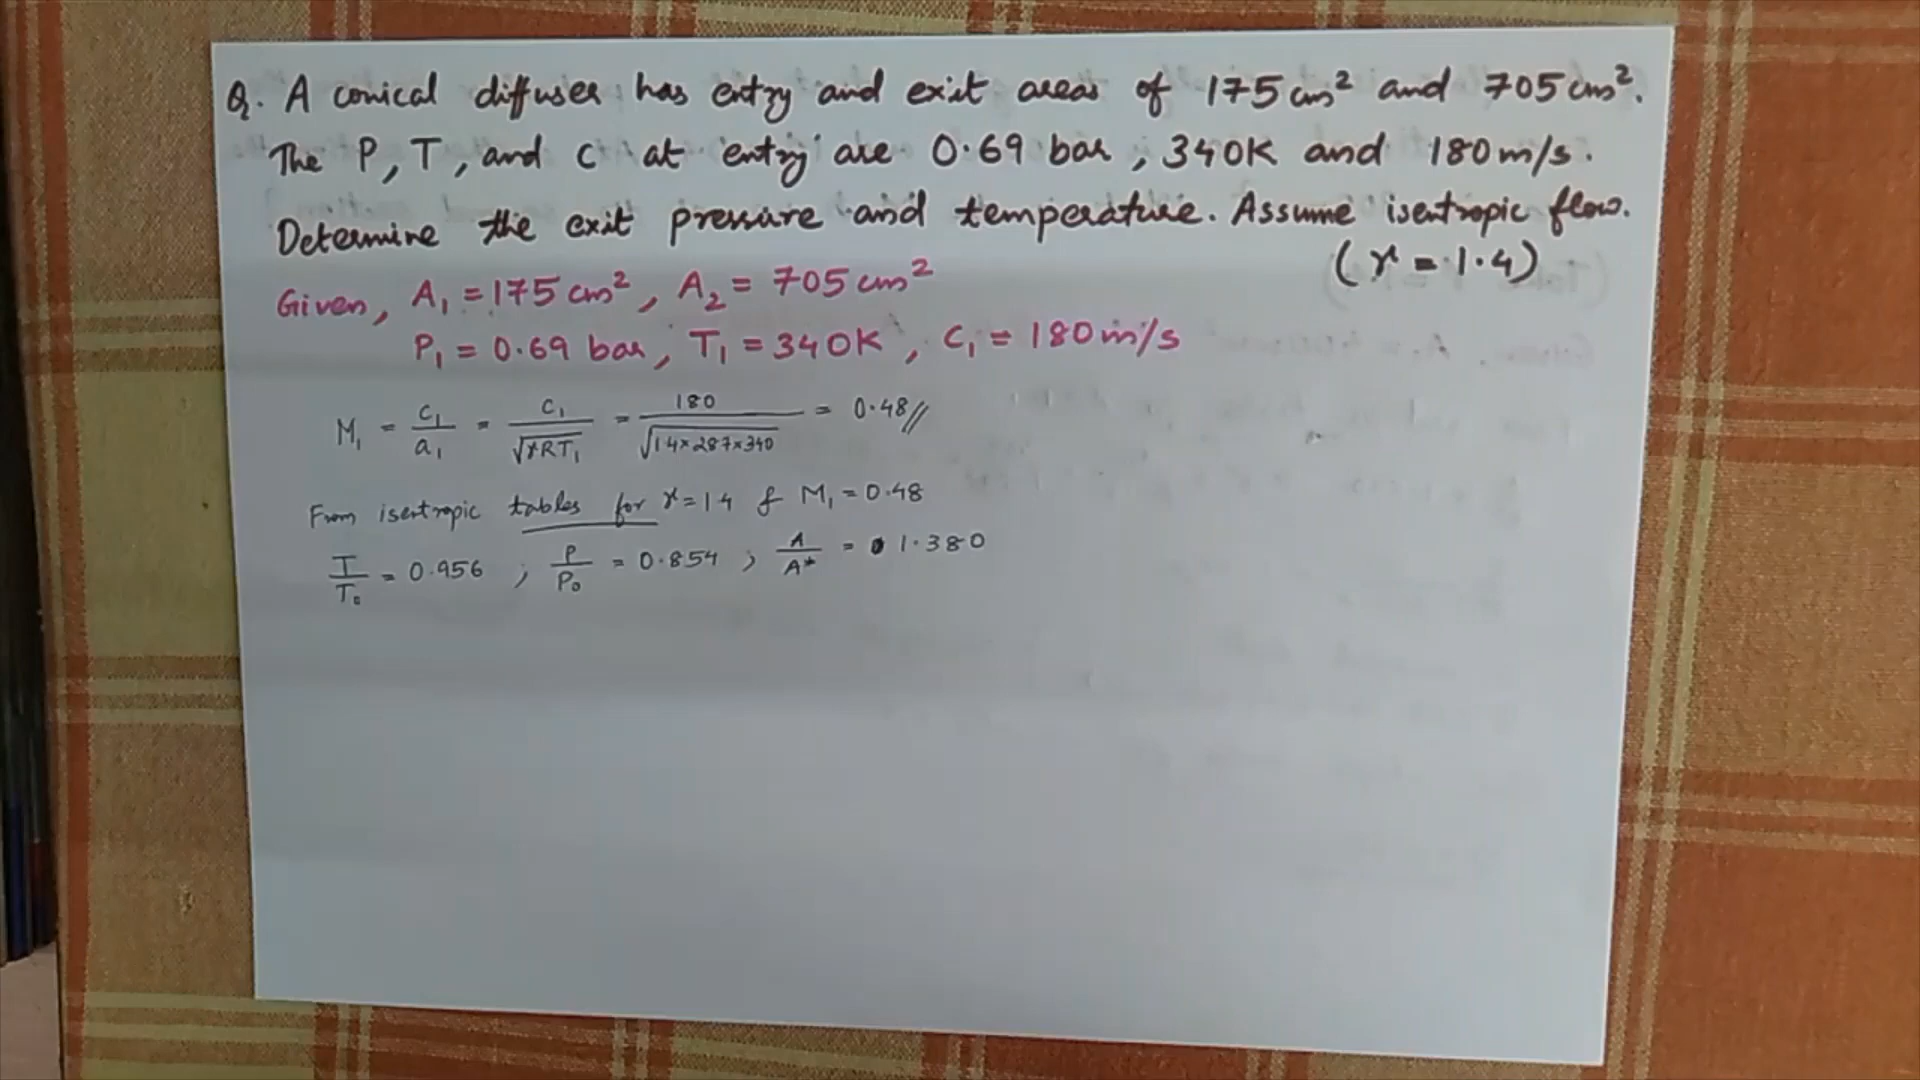 Q. A conical diffuser has entry and exit areas of 175 cm² and 705 cm².
The P, T, and C at entry are 0.69 bar, 340K and 180 m/s.
Determine the exit pressure and temperature. Assume isentropic flow.
(γ = 1.4)
Given, A₁ = 175 cm², A₂ = 705 cm²
P₁ = 0.69 bar, T₁ = 340K, C₁ = 180 m/s
M₁ = C₁/a₁ = C₁/√γRT₁ = 180/√1.4×287×340 = 0.48//
From isentropic tables for γ = 1.4 & M₁ = 0.48
T/T₀ = 0.956 ; P/P₀ = 0.854 ; A/A* = 1.380